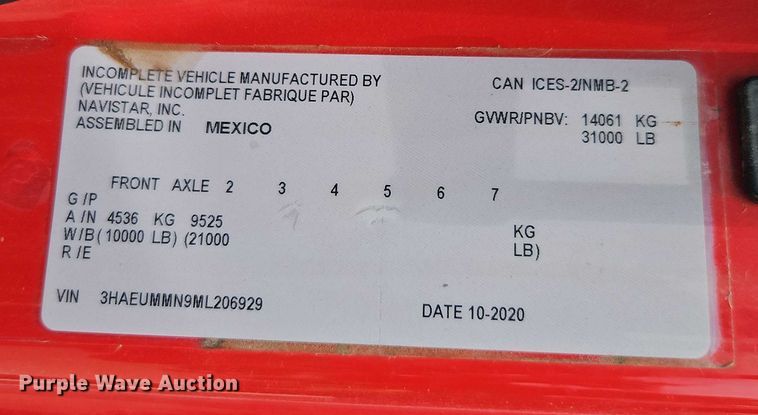 INCOMPLETE VEHICLE MANUFACTURED BY
(VEHICULE INCOMPLET FABRIQUE PAR)
NAVISTAR, INC.
ASSEMBLED IN MEXICO
CAN ICES-2/NMB-2
GVWR/PNBV: 14061 KG
31000 LB
FRONT AXLE 2 3 4 5 6 7
G /P
A /N 4536 KG 9525 KG
W/B( 10000 LB) (21000 LB)
R /E
VIN 3HAEUMMN9ML206929
DATE 10-2020
Purple Wave Auction